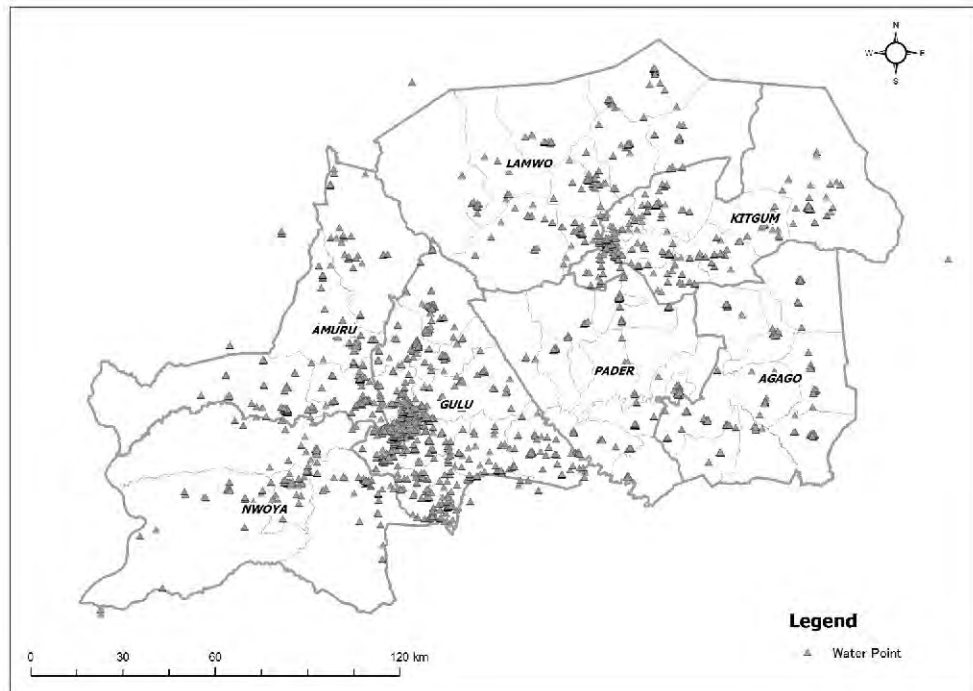 N
W E
S
LAMWO
KITGUM
AMURU
PADER
AGAGO
GULU
NWOYA
Legend
Water Point
0 30 60 120 km